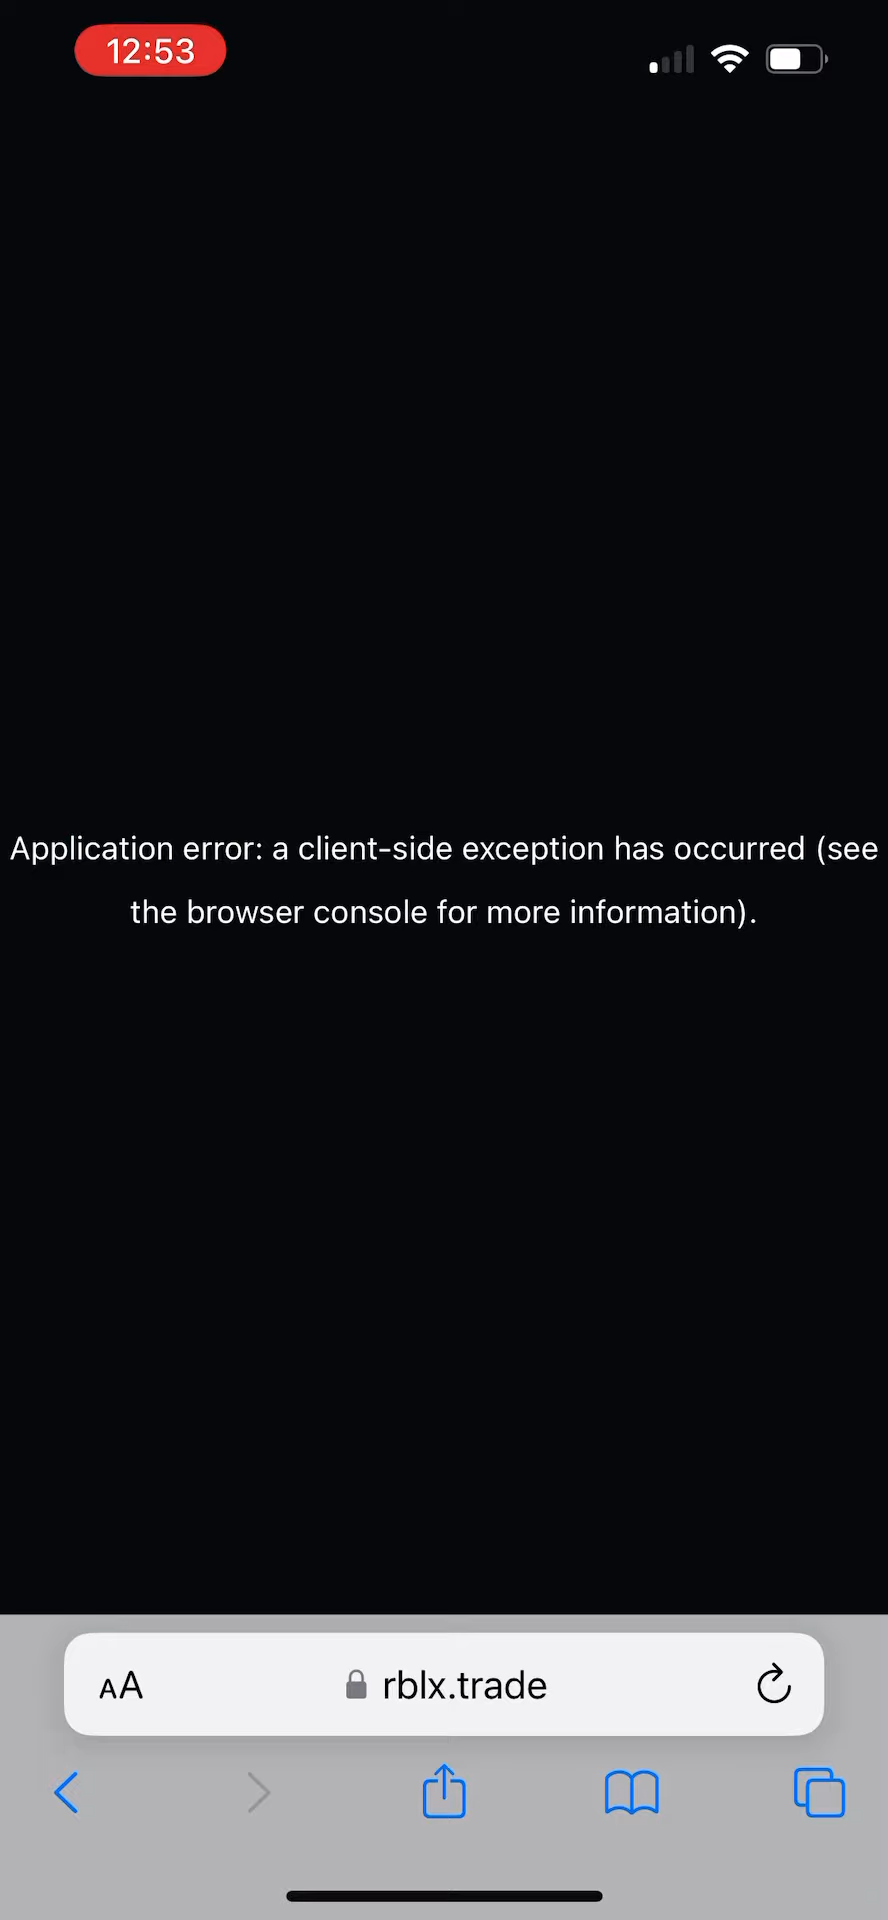 12:53
Application error: a client-side exception has occurred (see
the browser console for more information).
AA rblx.trade